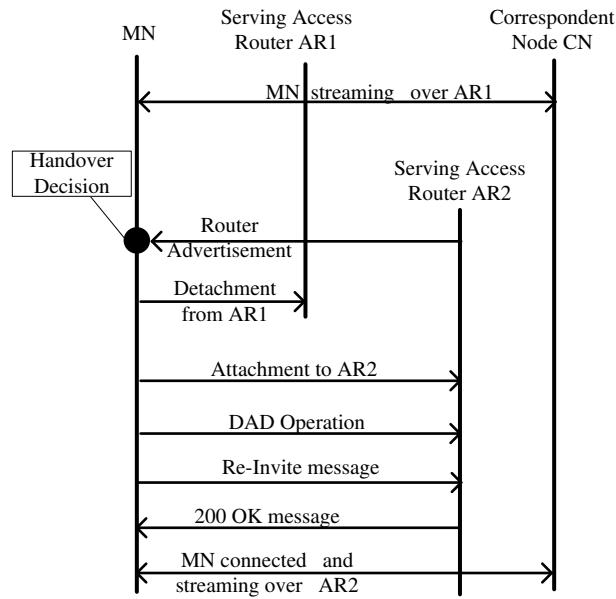 MN
Serving Access
Router AR1
Correspondent
Node CN
MN streaming over AR1
Handover
Decision
Serving Access
Router AR2
Router
Advertisement
Detachment
from AR1
Attachment to AR2
DAD Operation
Re-Invite message
200 OK message
MN connected and
streaming over AR2